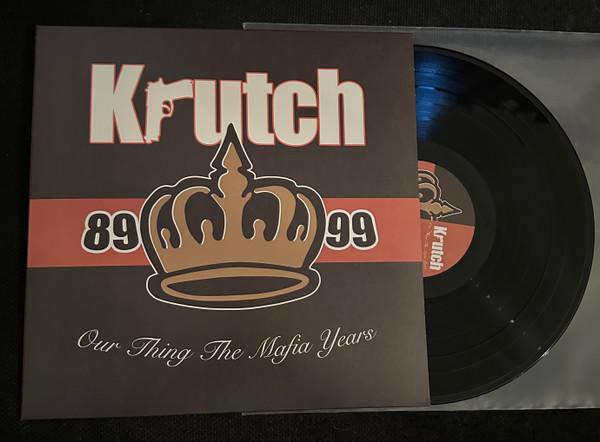 Krutch
89 99
Our Thing The Mafia Years
Krutch